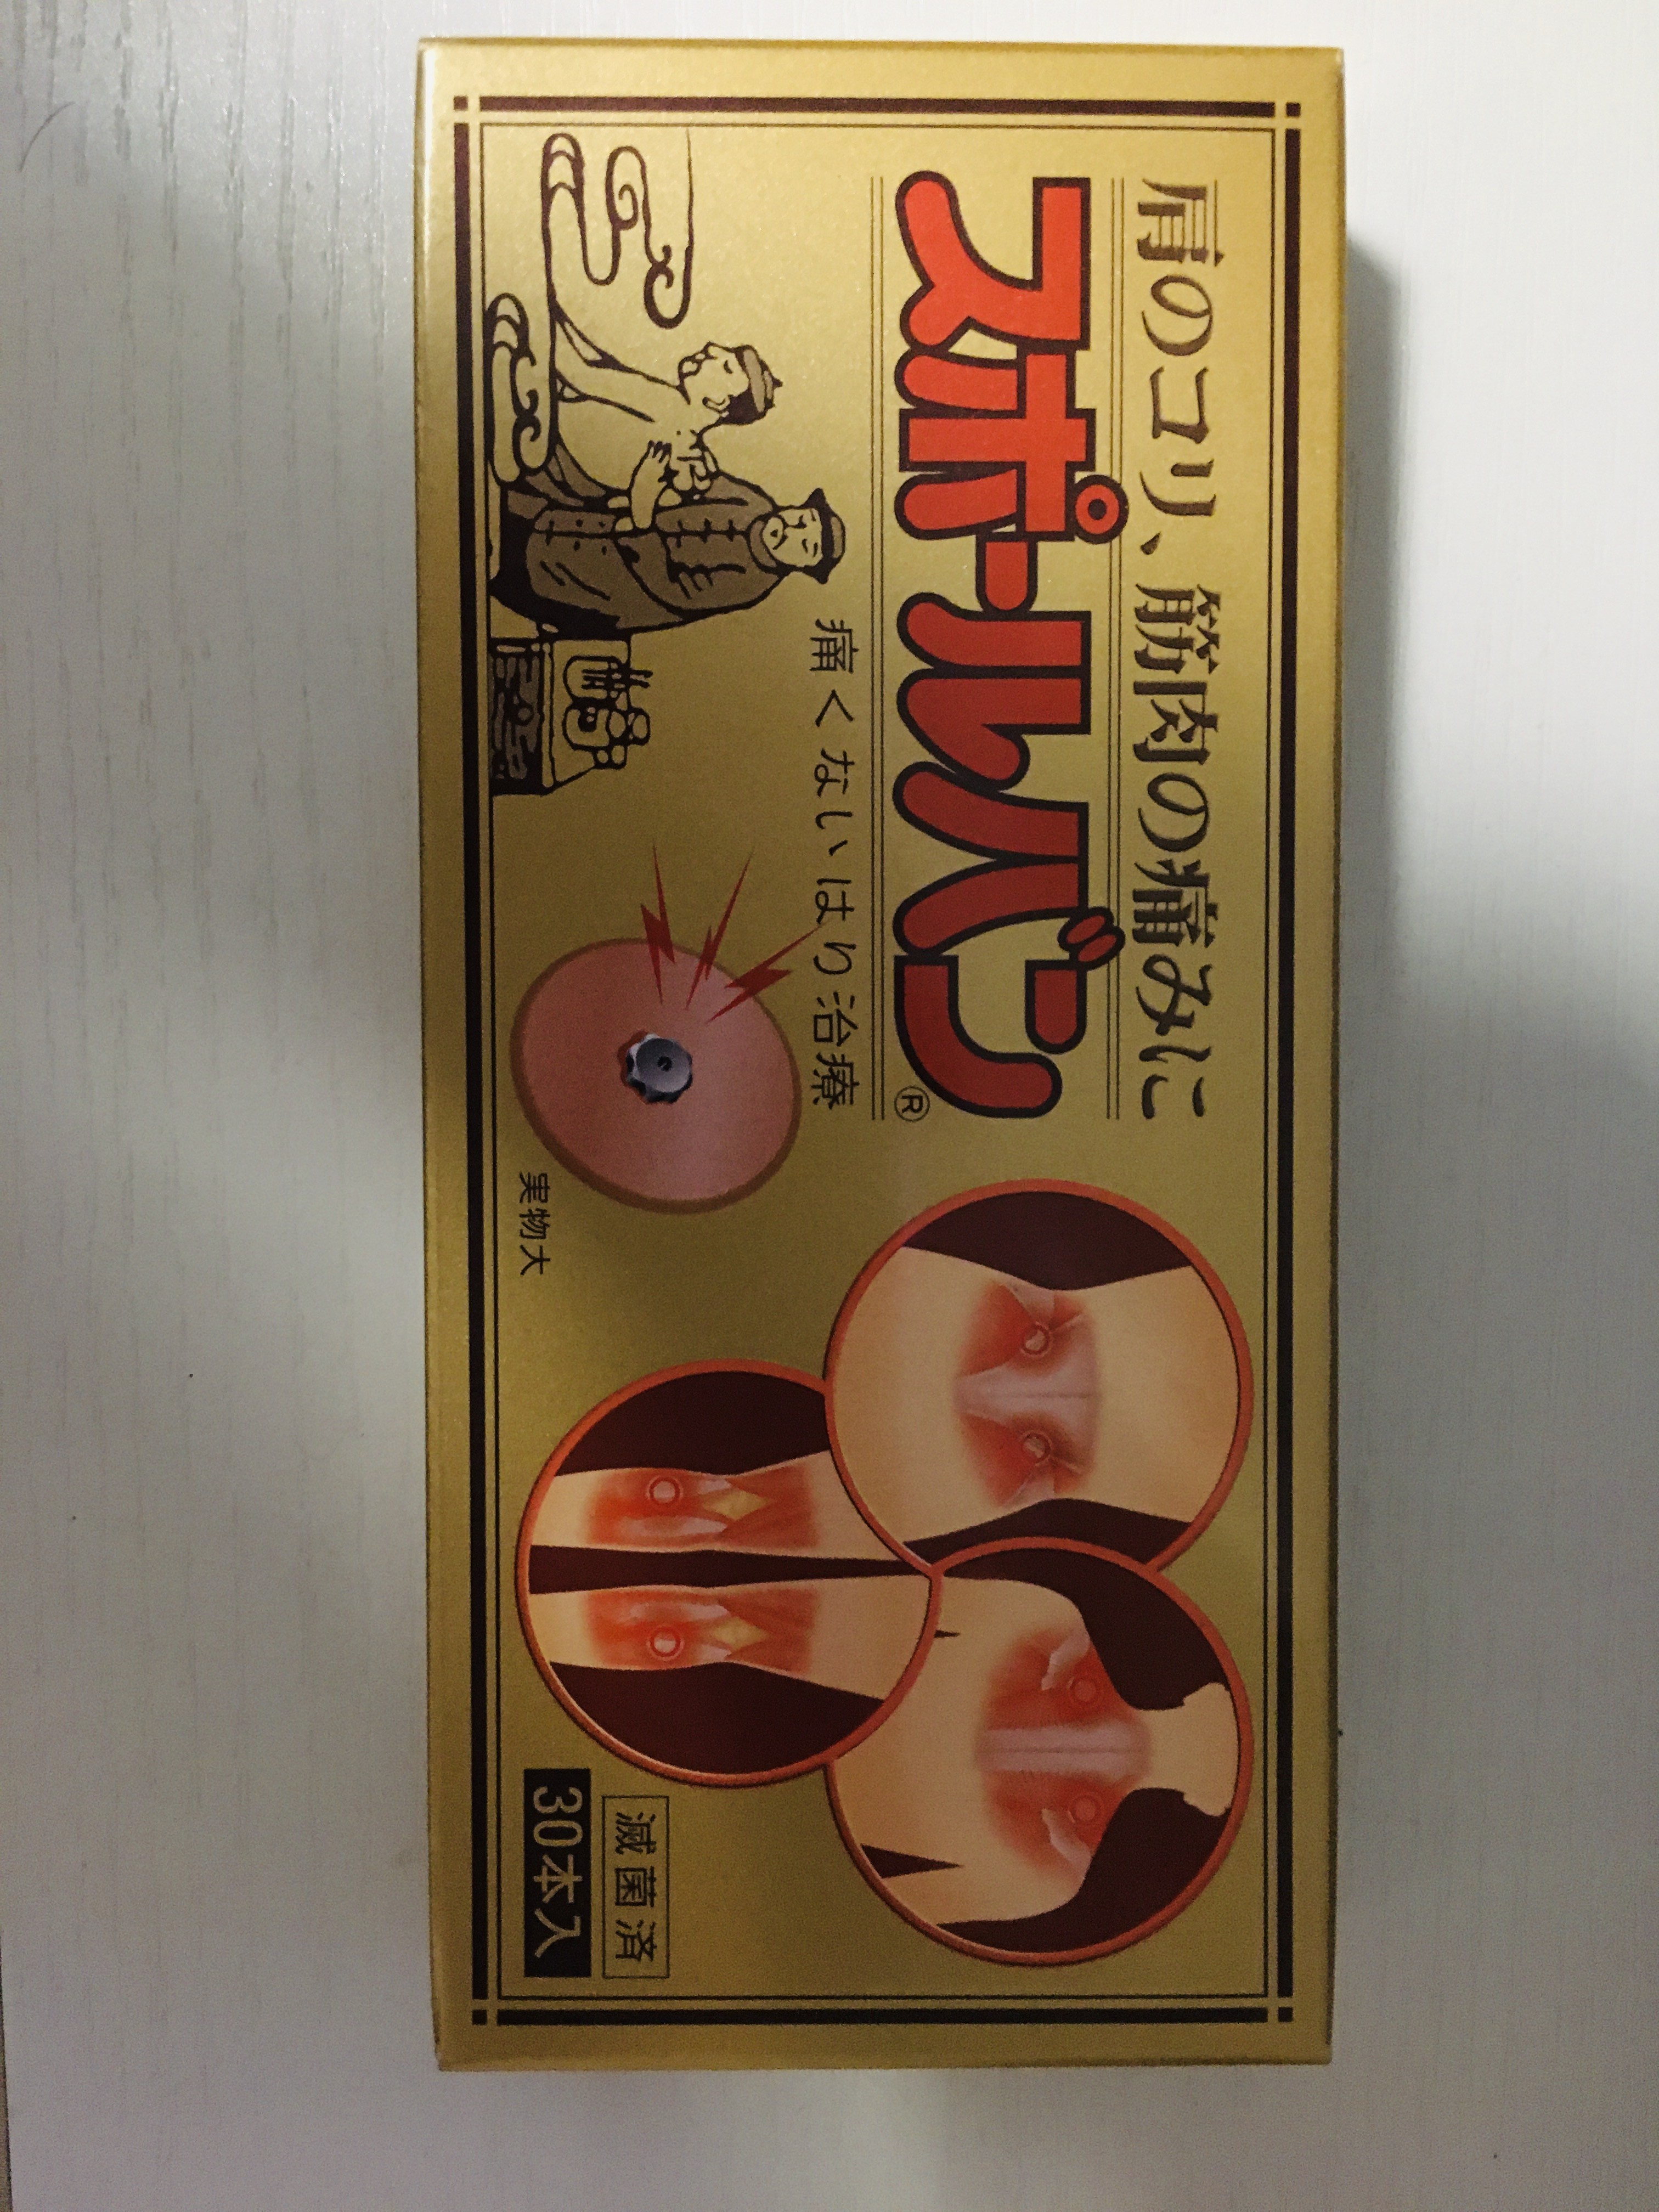 肩のコリ、筋肉の痛みに
スポールバン®
痛くないはり治療
実物大
滅菌済
30本入